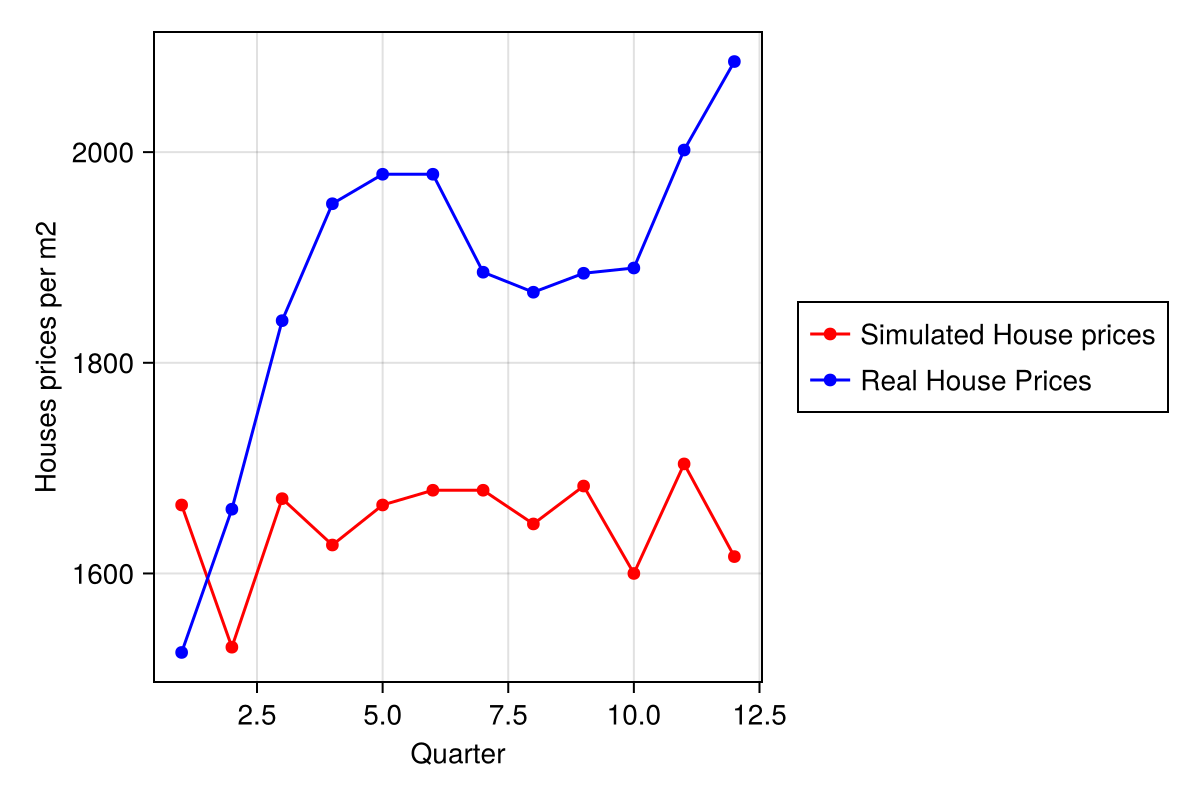 2000
1800
1600
Houses prices per m2
2.5 5.0 7.5 10.0 12.5
Quarter
Simulated House prices
Real House Prices